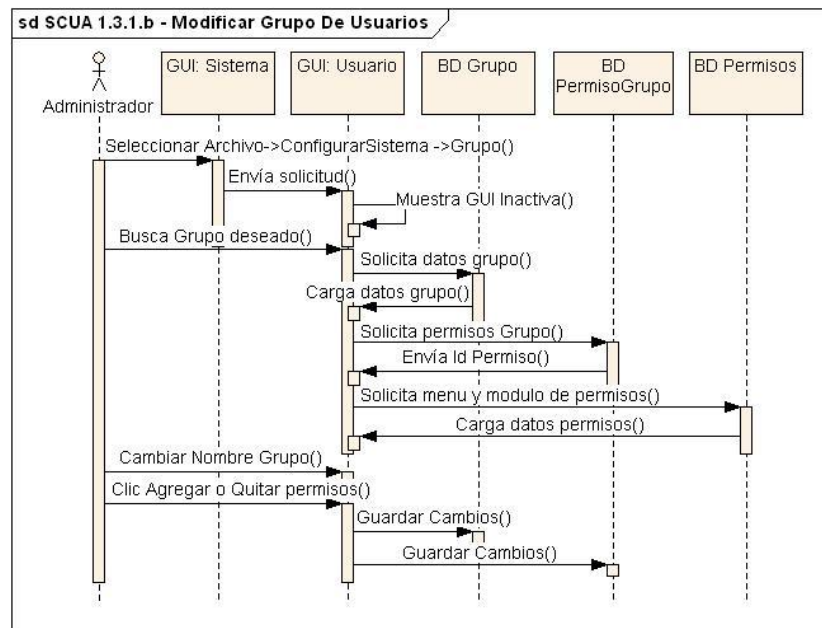 sd SCUA 1.3.1.b - Modificar Grupo De Usuarios
Administrador
GUI: Sistema
GUI: Usuario
BD Grupo
BD
PermisoGrupo
BD Permisos
Seleccionar Archivo->ConfigurarSistema ->Grupo()
Envía solicitud()
Muestra GUI Inactiva()
Busca Grupo deseado()
Solicita datos grupo()
Carga datos grupo()
Solicita permisos Grupo()
Envía Id Permiso()
Solicita menu y modulo de permisos()
Carga datos permisos()
Cambiar Nombre Grupo()
Clic Agregar o Quitar permisos()
Guardar Cambios()
Guardar Cambios()